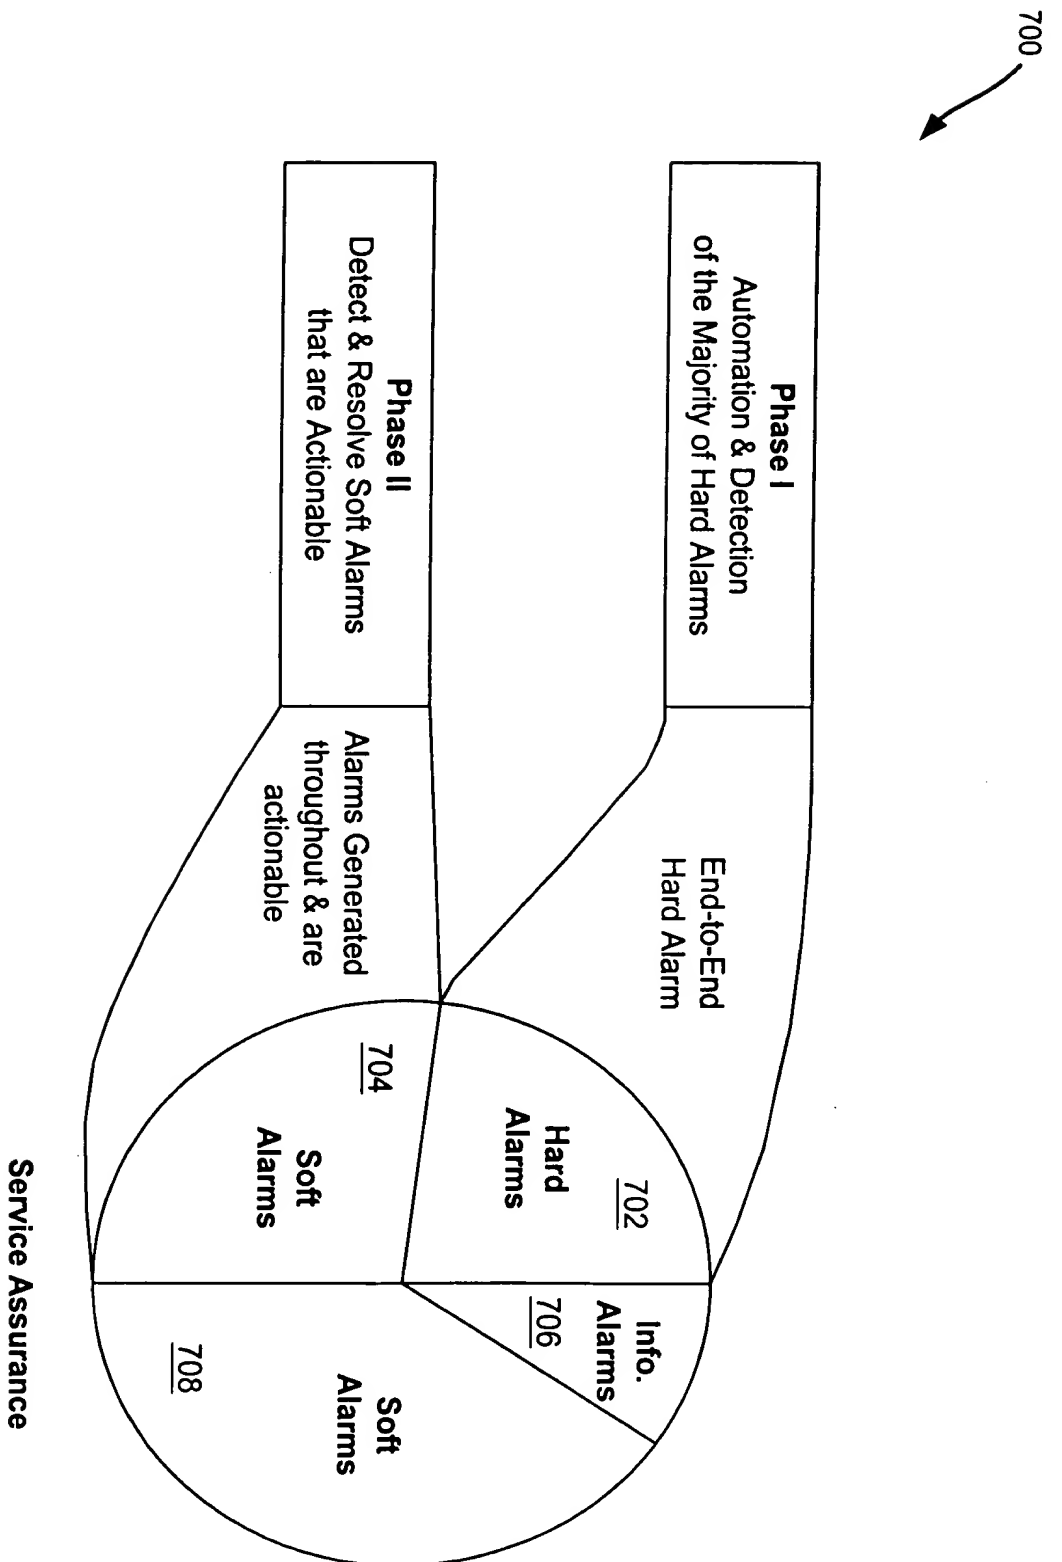 700
Phase I
Automation & Detection
of the Majority of Hard Alarms
End-to-End
Hard Alarm
702
Hard
Alarms
Info.
Alarms
706
Phase II
Detect & Resolve Soft Alarms
that are Actionable
Alarms Generated
throughout & are
actionable
704
Soft
Alarms
Soft
Alarms
708
Service Assurance